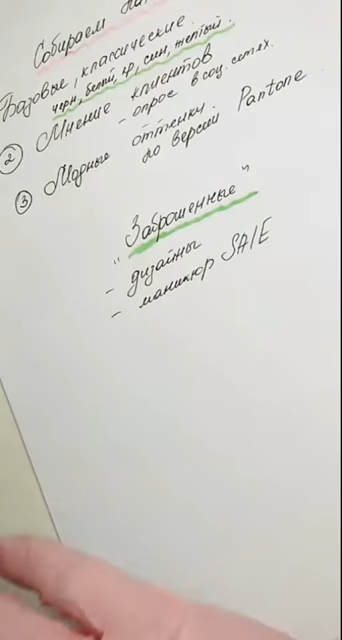 Собираем
Базовые, классические.
черн, белый, кр, син, желтый.
② Мнение клиентов
- опрос в соц. сетях.
③ Модные оттенки.
по версии Pantone
"Заброшенные"
- дизайны
- маникюр SALE